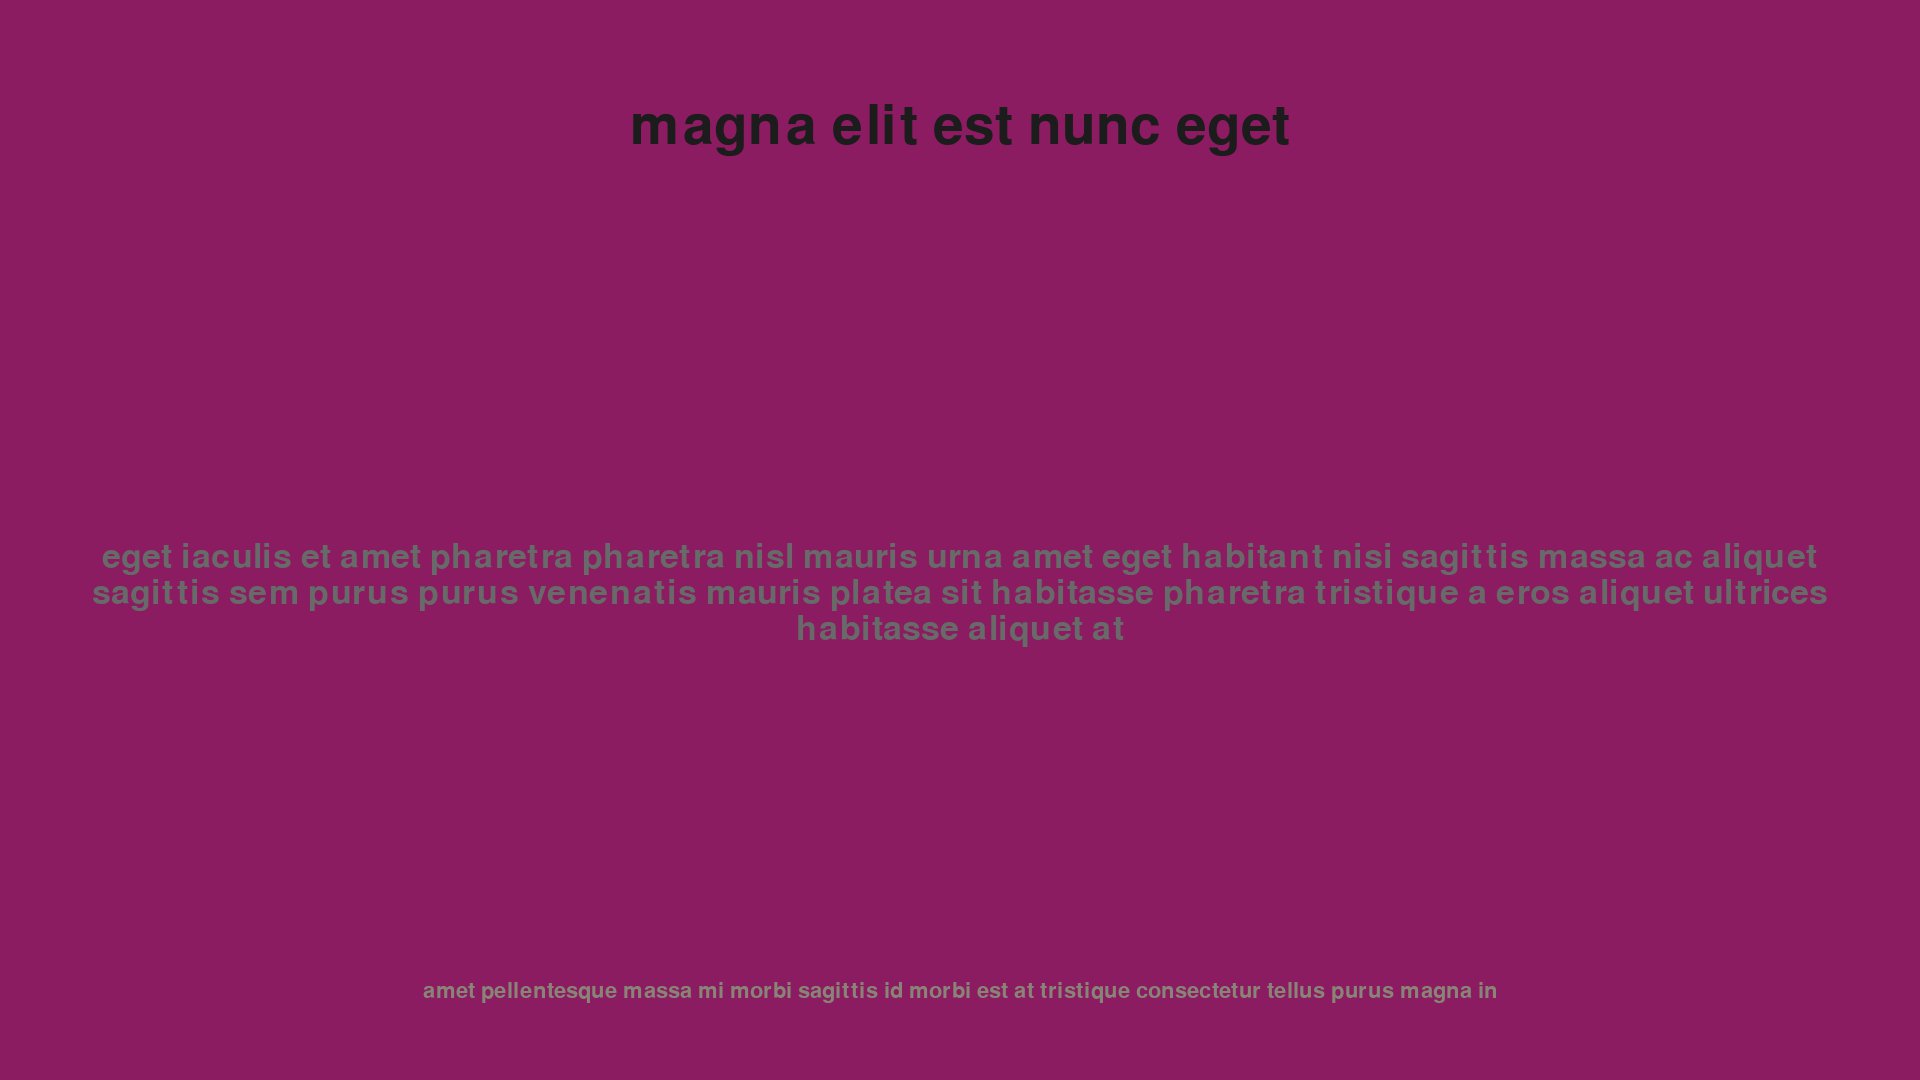 magna elit est nunc eget
eget iaculis et amet pharetra pharetra nisl mauris urna amet eget habitant nisi sagittis massa ac aliquet
sagittis sem purus purus venenatis mauris platea sit habitasse pharetra tristique a eros aliquet ultrices
habitasse aliquet at
amet pellentesque massa mi morbi sagittis id morbi est at tristique consectetur tellus purus magna in